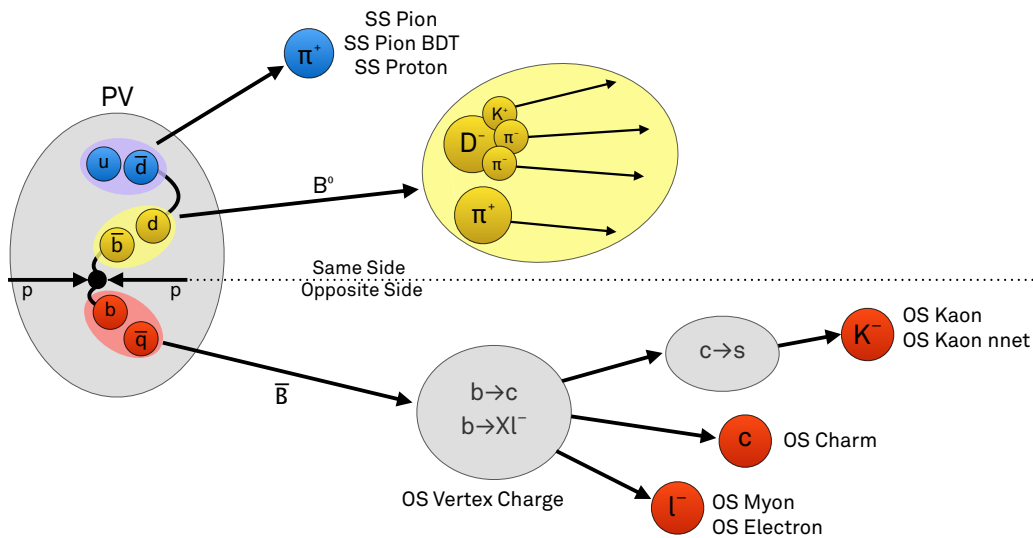 SS Pion
SS Pion BDT
SS Proton
π⁺
PV
u
d̅
d
b̅
B⁰
K⁺
D⁻
π⁻
π⁻
π⁺
Same Side
Opposite Side
p
p
b
q̅
B̅
b→c
b→Xl⁻
OS Vertex Charge
c→s
K⁻
OS Kaon
OS Kaon nnet
c
OS Charm
l⁻
OS Myon
OS Electron